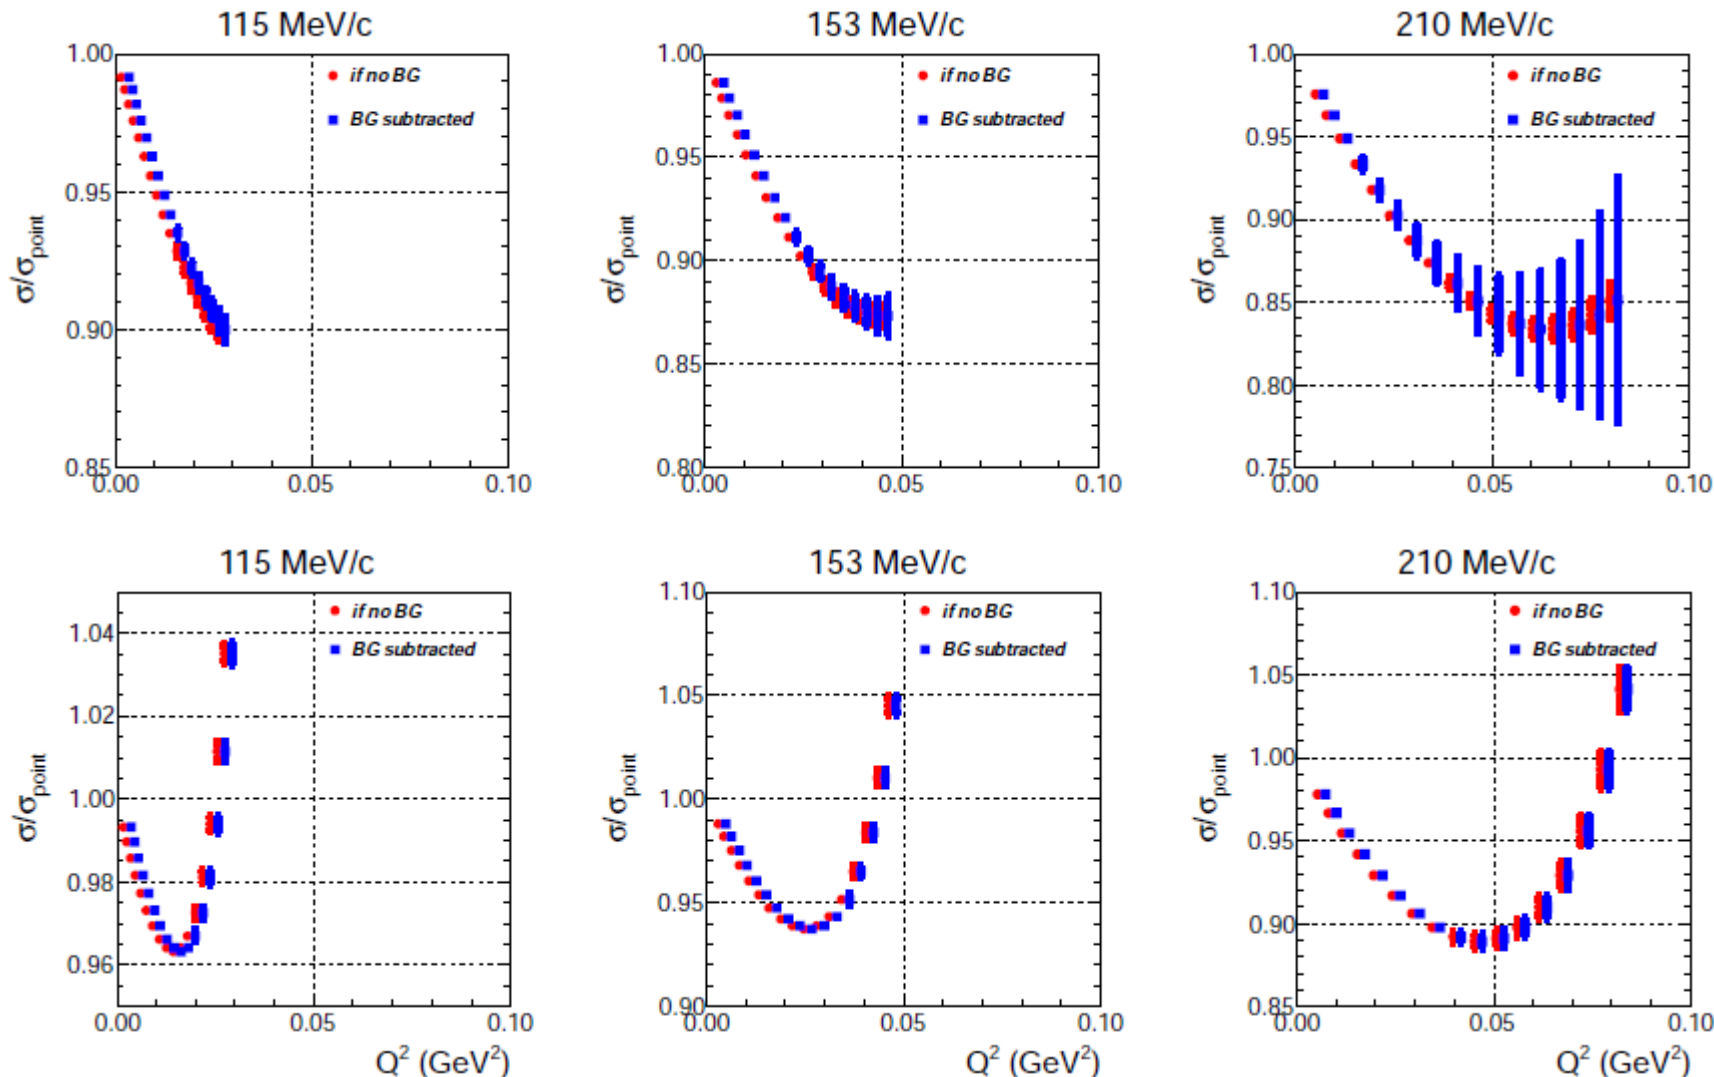 115 MeV/c
153 MeV/c
210 MeV/c
1.00
0.95
0.90
0.85
0.00
0.05
0.10
σ/σpoint
if no BG
BG subtracted
1.00
0.95
0.90
0.85
0.80
0.00
0.05
0.10
σ/σpoint
if no BG
BG subtracted
1.00
0.95
0.90
0.85
0.80
0.75
0.00
0.05
0.10
σ/σpoint
if no BG
BG subtracted
115 MeV/c
153 MeV/c
210 MeV/c
1.04
1.02
1.00
0.98
0.96
0.00
0.05
0.10
σ/σpoint
if no BG
BG subtracted
Q² (GeV²)
1.10
1.05
1.00
0.95
0.90
0.00
0.05
0.10
σ/σpoint
if no BG
BG subtracted
Q² (GeV²)
1.10
1.05
1.00
0.95
0.90
0.85
0.00
0.05
0.10
σ/σpoint
if no BG
BG subtracted
Q² (GeV²)